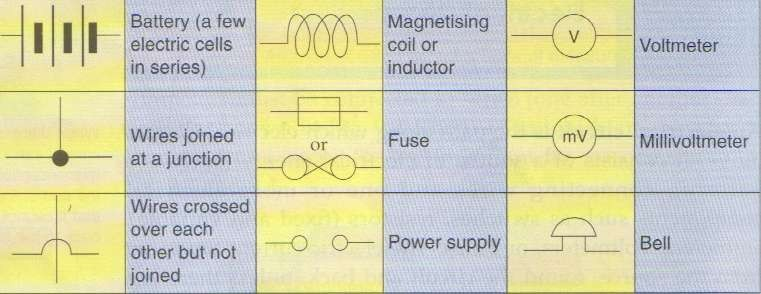 Battery (a few
electric cells
in series)
Magnetising
coil or
inductor
V
Voltmeter
Wires joined
at a junction
or
Fuse
mV
Millivoltmeter
Wires crossed
over each
other but not
joined
Power supply
Bell